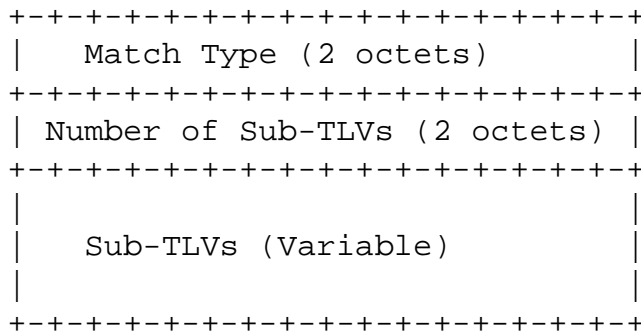 +-+-+-+-+-+-+-+-+-+-+-+-+-+-+-+-+
|   Match Type (2 octets)       |
+-+-+-+-+-+-+-+-+-+-+-+-+-+-+-+-+
| Number of Sub-TLVs (2 octets) |
+-+-+-+-+-+-+-+-+-+-+-+-+-+-+-+-+
|                               |
|   Sub-TLVs (Variable)         |
|                               |
+-+-+-+-+-+-+-+-+-+-+-+-+-+-+-+-+